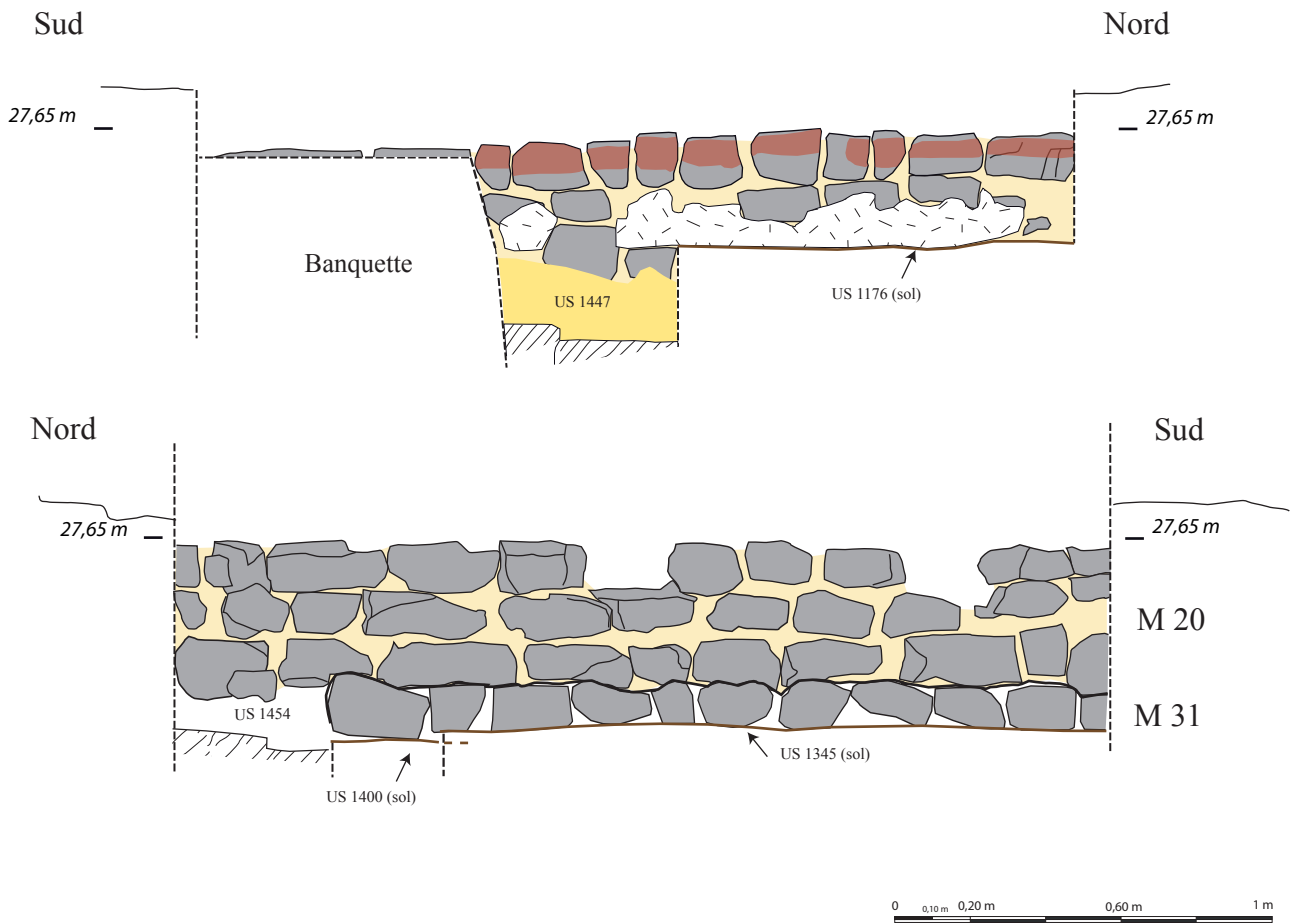 Sud
Nord
27,65 m
27,65 m
Banquette
US 1176 (sol)
US 1447
Nord
Sud
27,65 m
27,65 m
M 20
US 1454
M 31
US 1345 (sol)
US 1400 (sol)
0 0,10 m 0,20 m 0,60 m 1 m